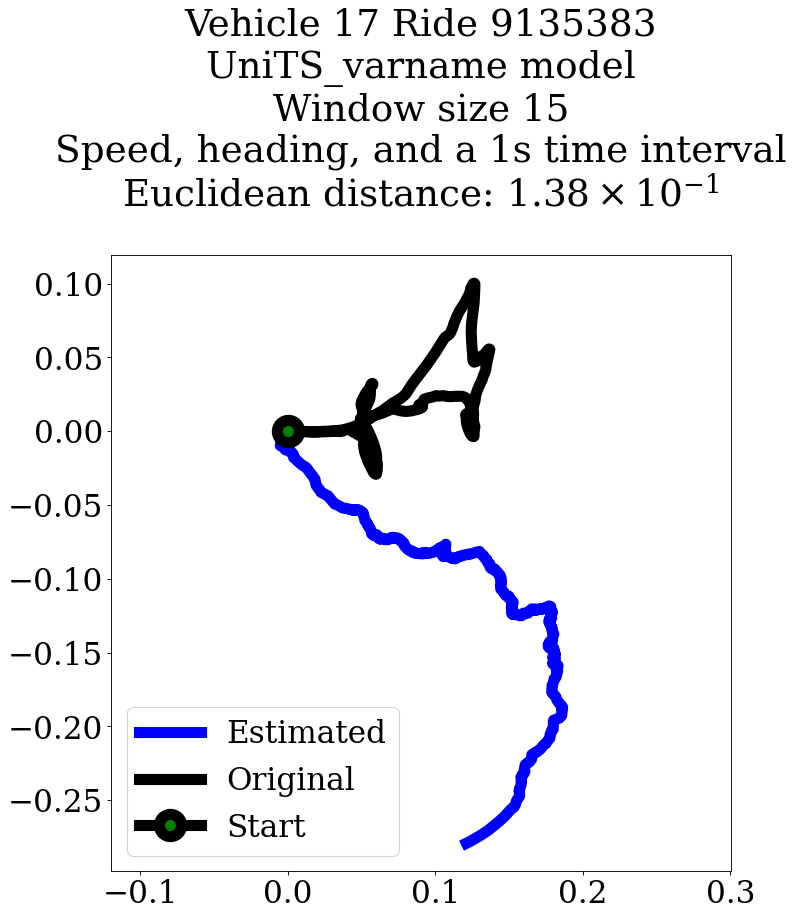 Vehicle 17 Ride 9135383
UniTS_varname model
Window size 15
Speed, heading, and a 1s time interval
Euclidean distance: 1.38 × 10⁻¹
0.10
0.05
0.00
−0.05
−0.10
−0.15
−0.20
−0.25
Estimated
Original
Start
−0.1 0.0 0.1 0.2 0.3